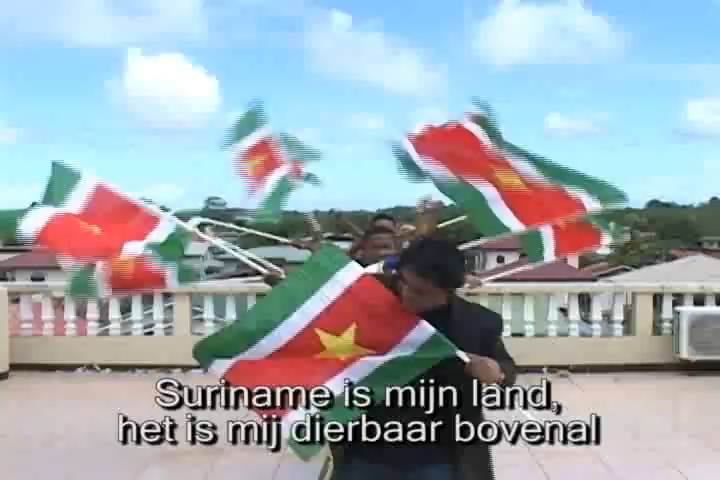 Suriname is mijn land,
het is mij dierbaar bovenal